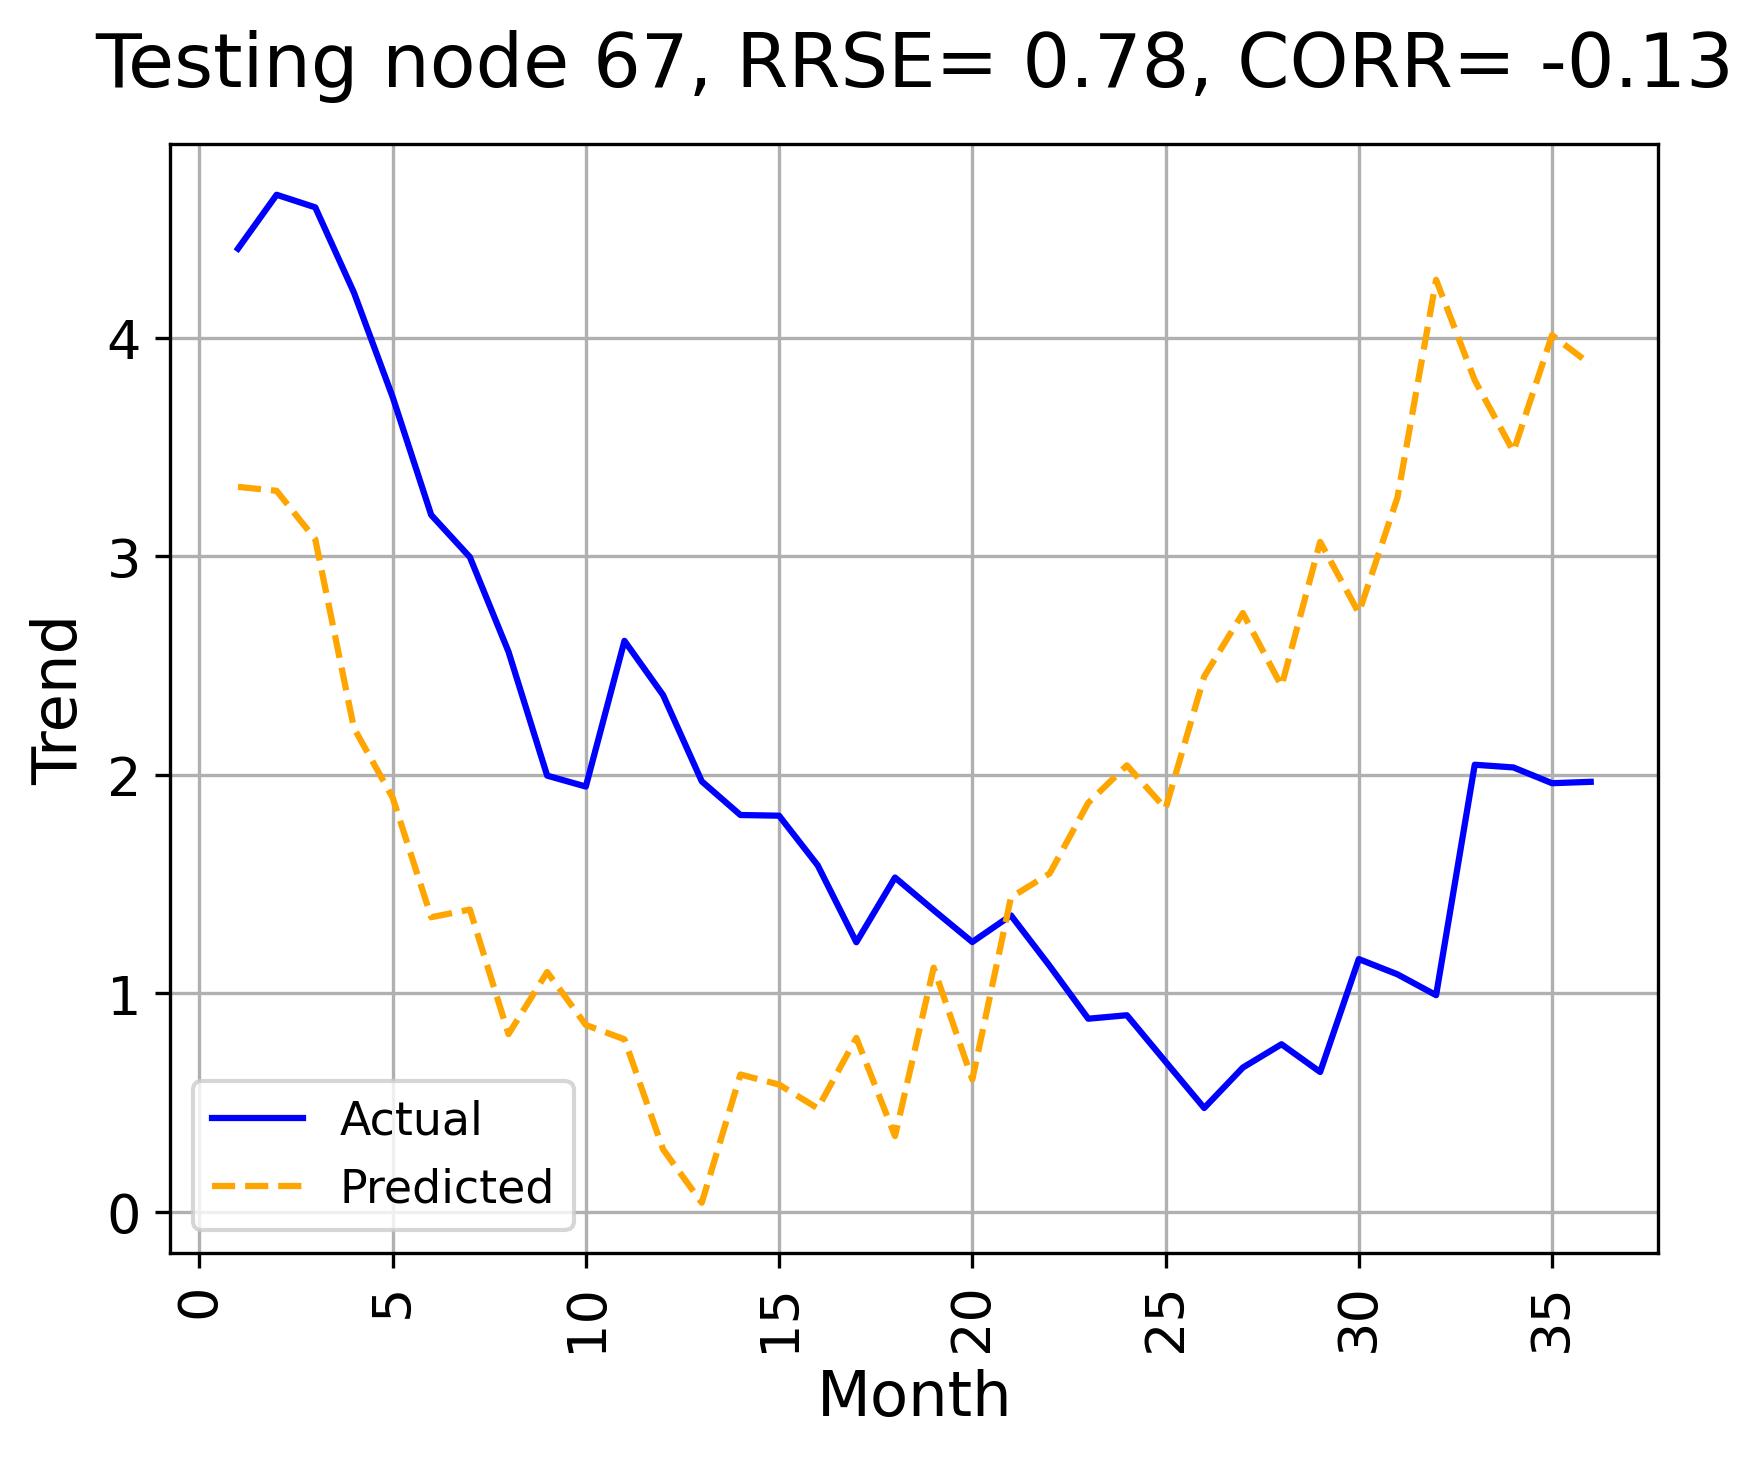 Testing node 67, RRSE= 0.78, CORR= -0.13
Trend
4
3
2
1
0
Actual
Predicted
0 5 10 15 20 25 30 35
Month